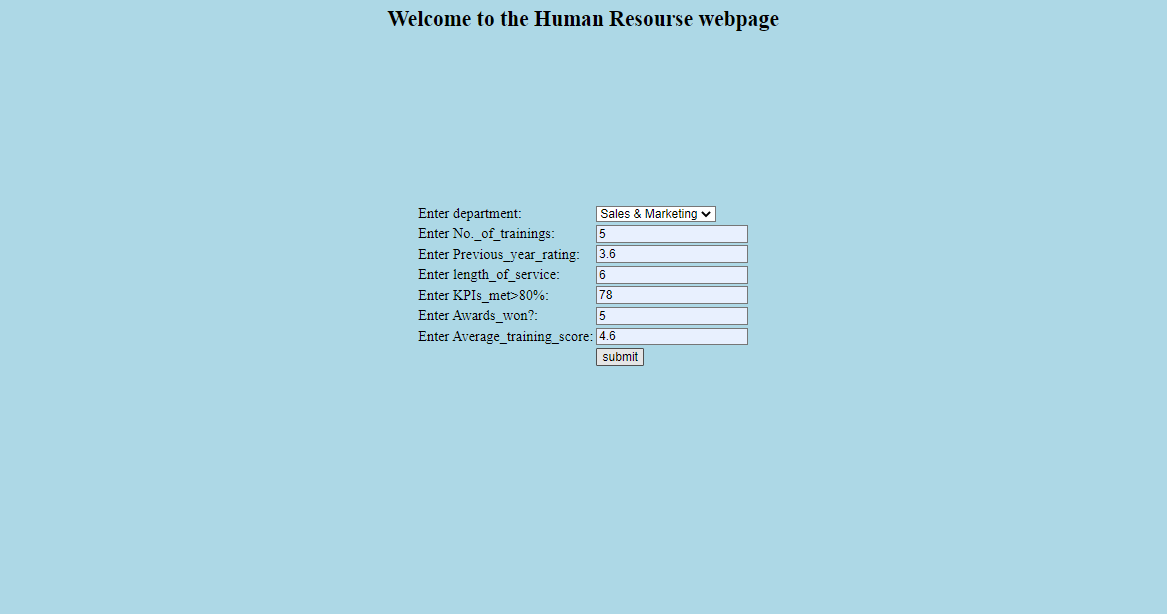 Welcome to the Human Resourse webpage
Enter department: Sales & Marketing
Enter No._of_trainings: 5
Enter Previous_year_rating: 3.6
Enter length_of_service: 6
Enter KPIs_met>80%: 78
Enter Awards_won?: 5
Enter Average_training_score: 4.6
submit